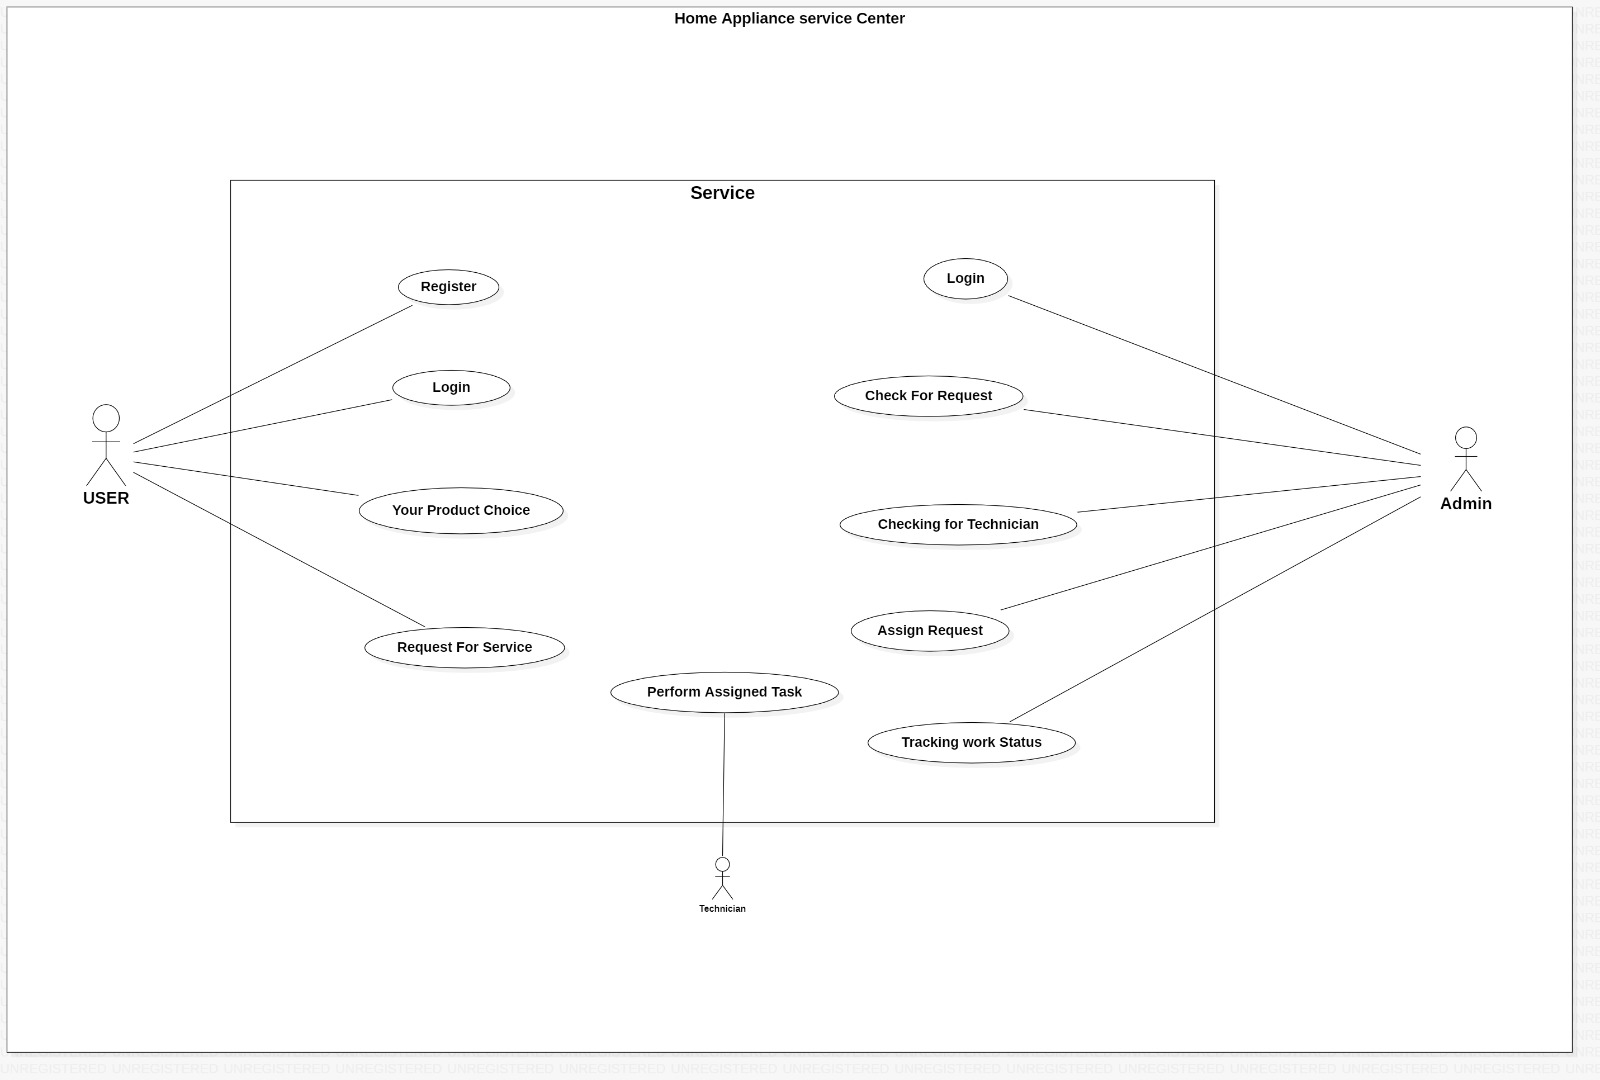 Home Appliance service Center
Service
Register
Login
Login
Check For Request
USER
Admin
Your Product Choice
Checking for Technician
Request For Service
Assign Request
Perform Assigned Task
Tracking work Status
Technician
UNREGISTERED UNREGISTERED UNREGISTERED UNREGISTERED UNREGISTERED UNREGISTERED UNREGISTERED UNREGISTERED UNREGISTERED UNREGISTERED UNREGISTERED UNREGISTERED UNREGISTERED UNREGISTERED UNRE